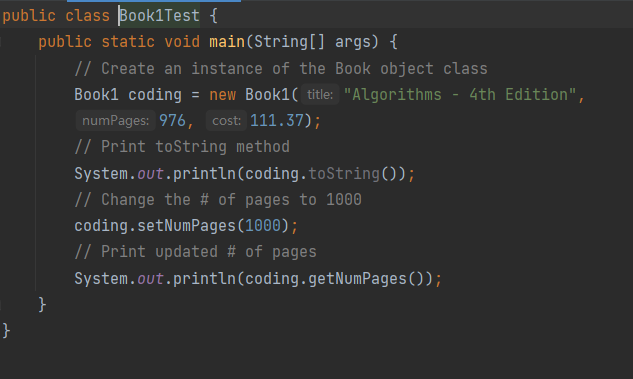 public class Book1Test {
public static void main(String[] args) {
// Create an instance of the Book object class
Book1 coding = new Book1( title: "Algorithms - 4th Edition",
numPages: 976, cost: 111.37);
// Print toString method
System.out.println(coding.toString());
// Change the # of pages to 1000
coding.setNumPages(1000);
// Print updated # of pages
System.out.println(coding.getNumPages());
}
}